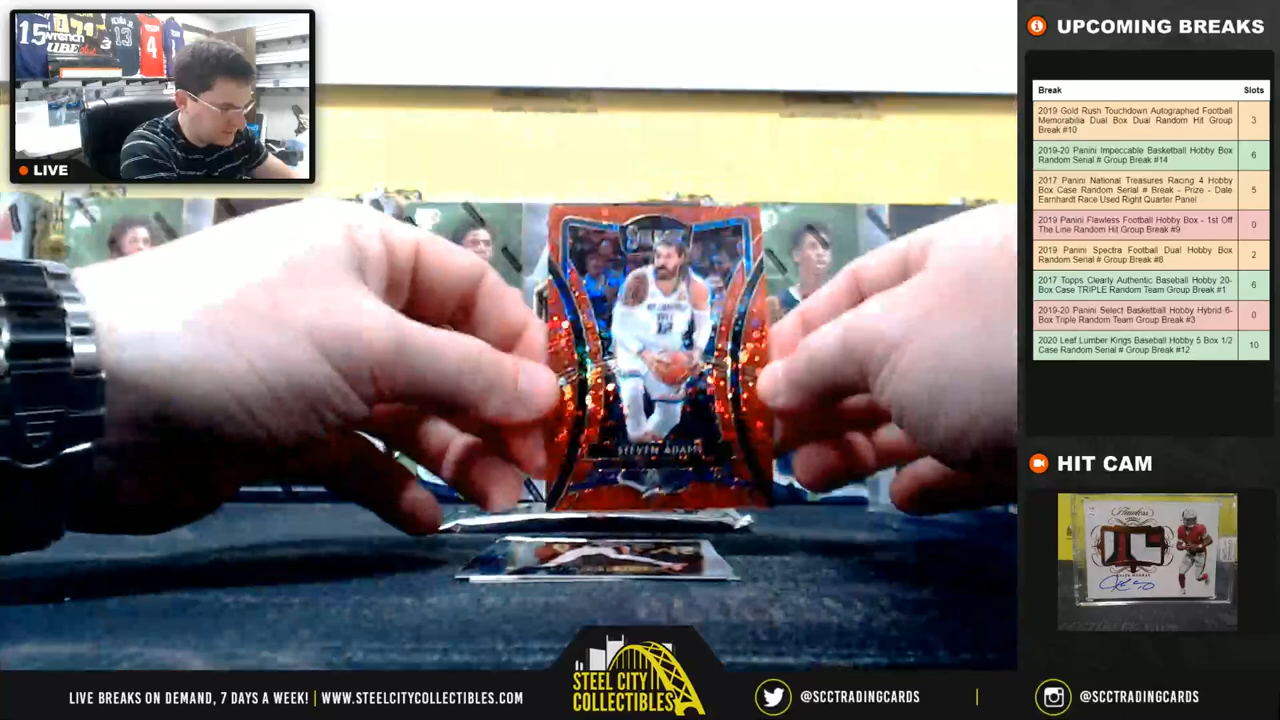 15
wrench
CUBE
3
13
4
LIVE
UPCOMING BREAKS
Break Slots
2019 Gold Rush Touchdown Autographed Football
Memorabilia Dual Box Dual Random Hit Group
Break #10
3
2019-20 Panini Impeccable Basketball Hobby Box
Random Serial # Group Break #14
6
2017 Panini National Treasures Racing 4 Hobby
Box Case Random Serial # Break - Prize - Dale
Earnhardt Race Used Right Quarter Panel
5
2019 Panini Flawless Football Hobby Box - 1st Off
The Line Random Hit Group Break #9
0
2019 Panini Spectra Football Dual Hobby Box
Random Serial # Group Break #8
2
2017 Topps Clearly Authentic Baseball Hobby 20-
Box Case TRIPLE Random Team Group Break #1
6
2019-20 Panini Select Basketball Hobby Hybrid 6-
Box Triple Random Team Group Break #3
0
2020 Leaf Lumber Kings Baseball Hobby 5 Box 1/2
Case Random Serial # Group Break #12
10
STEVEN ADAMS
HIT CAM
Flawless
LIVE BREAKS ON DEMAND, 7 DAYS A WEEK! | WWW.STEELCITYCOLLECTIBLES.COM
STEEL CITY
COLLECTIBLES
@SCCTRADINGCARDS
@SCCTRADINGCARDS